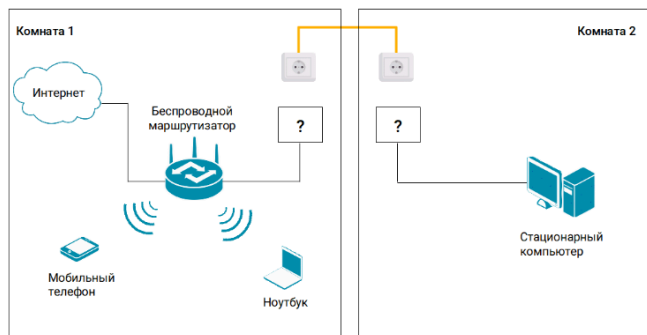 Комната 1
Комната 2
Интернет
Беспроводной
маршрутизатор
?
?
Мобильный
телефон
Ноутбук
Стационарный
компьютер